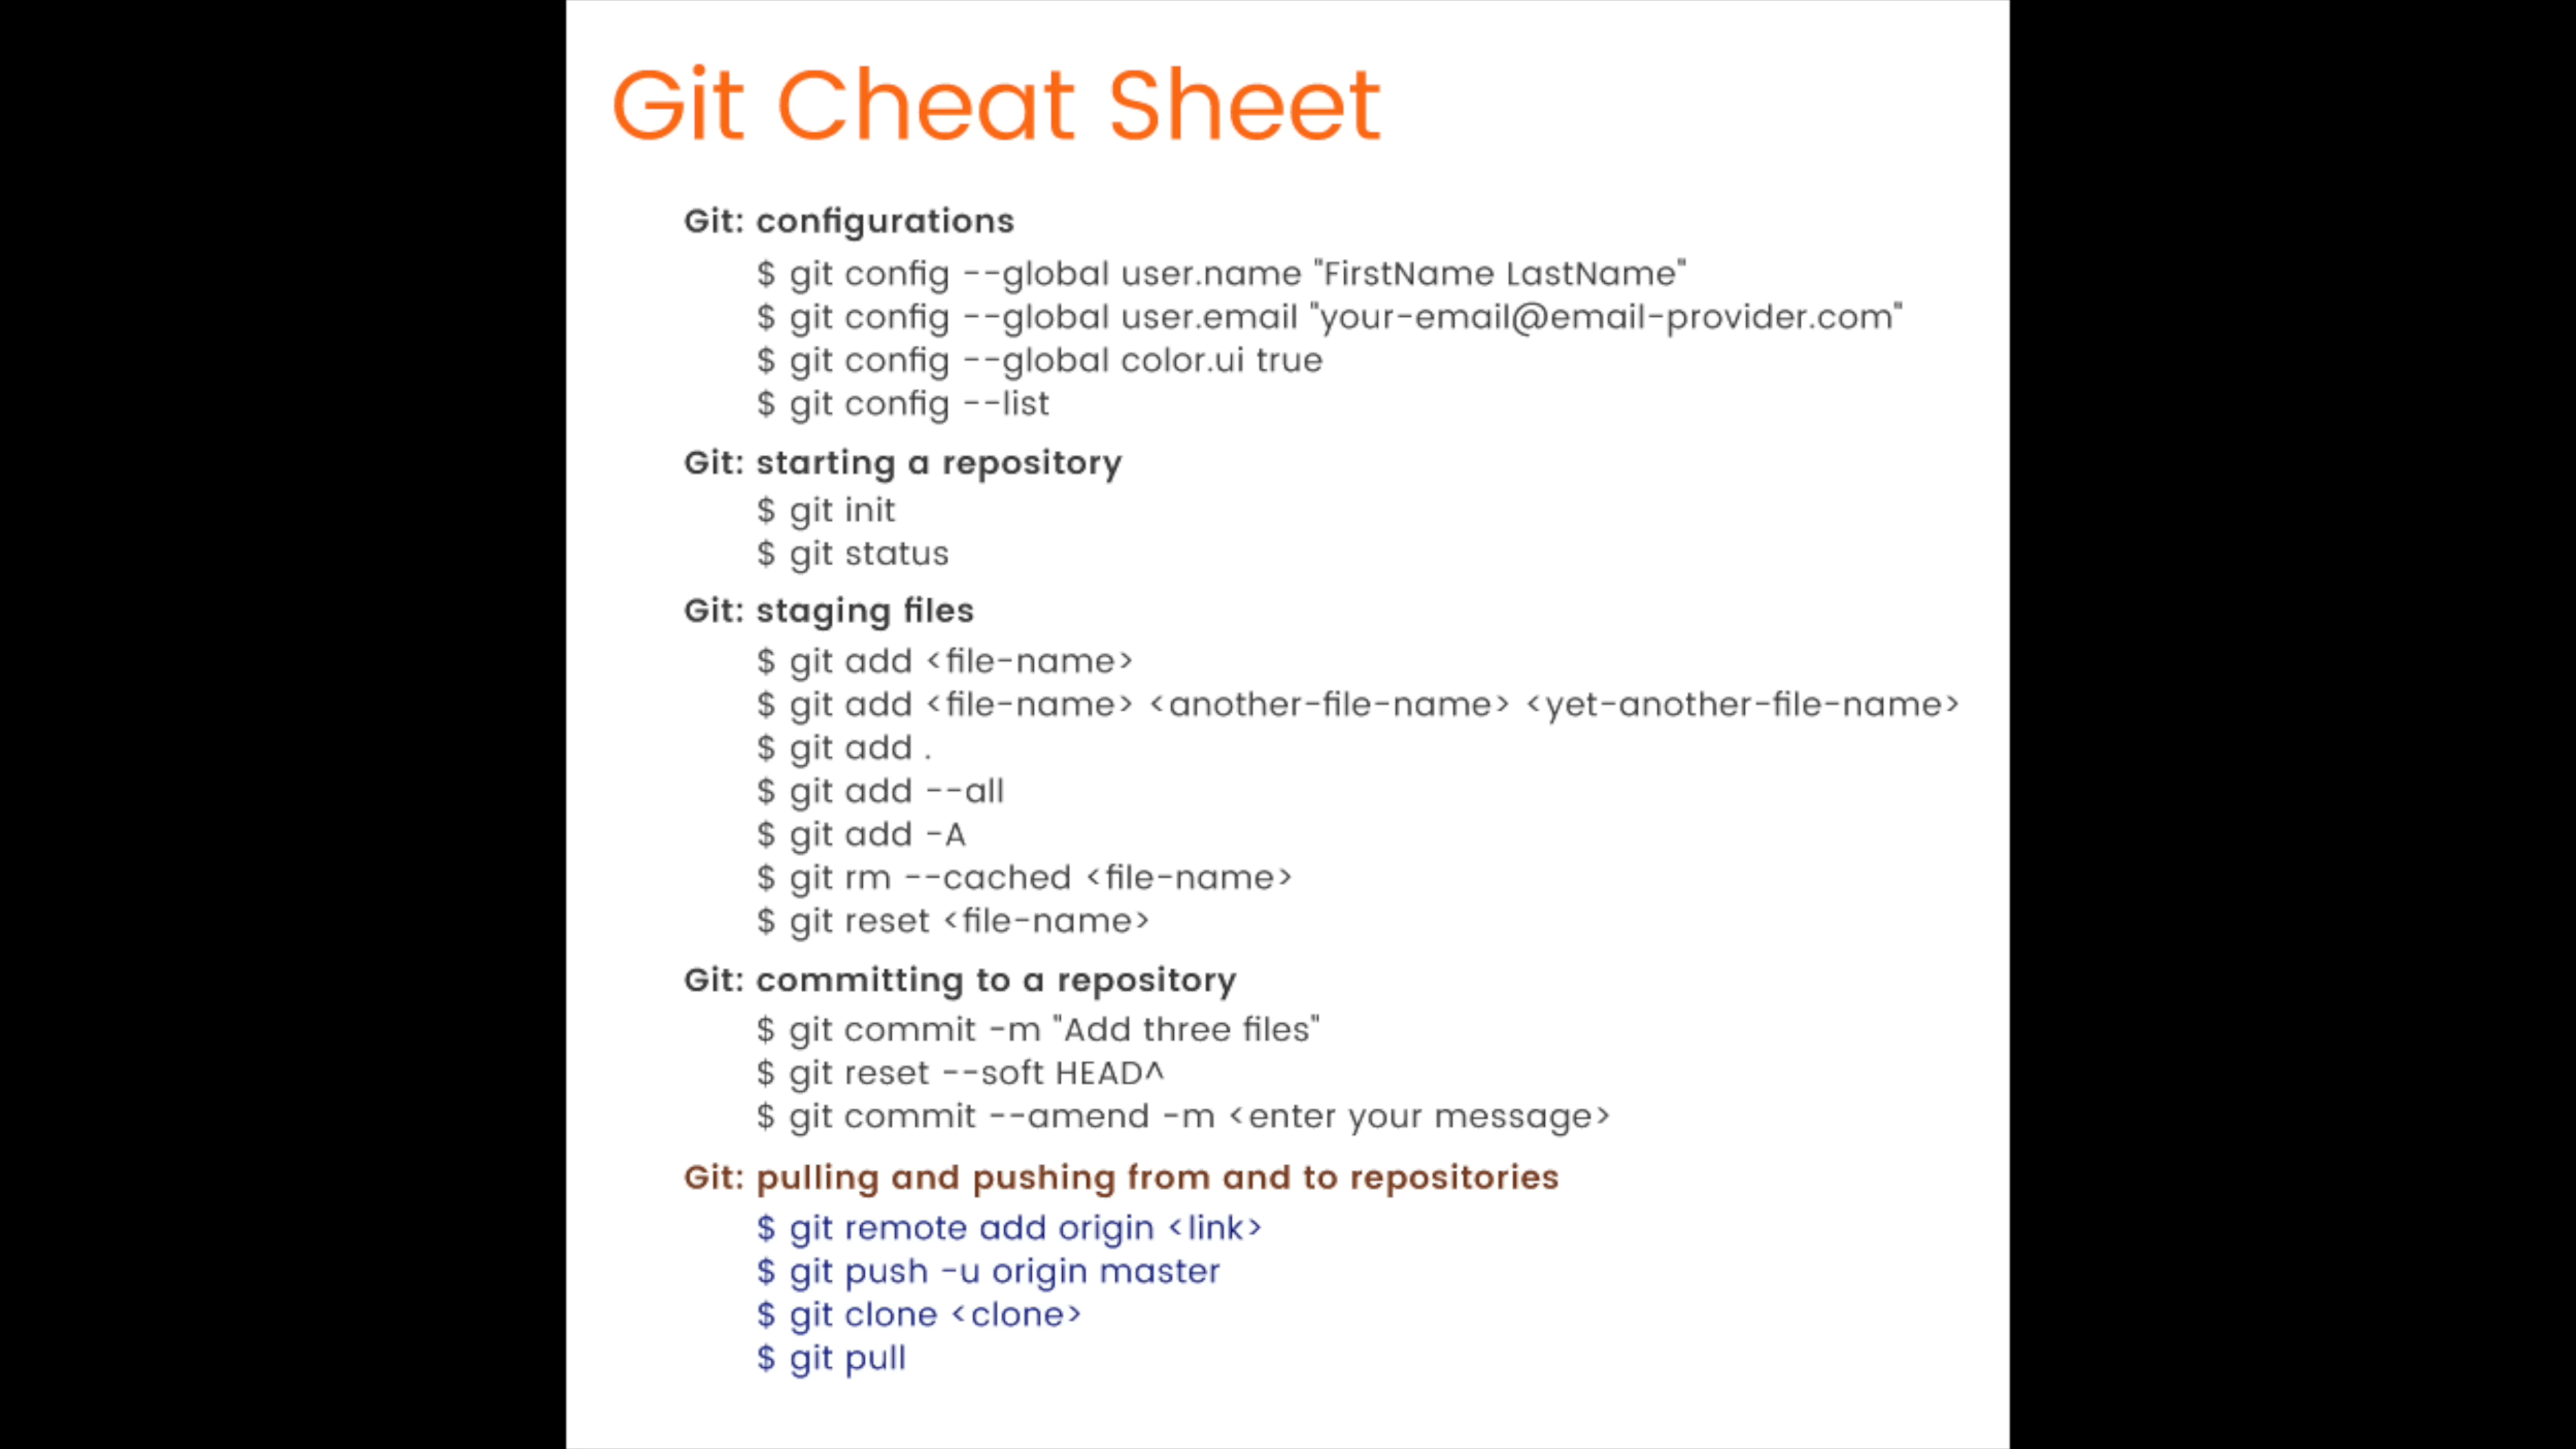 Git Cheat Sheet
Git: configurations
$ git config --global user.name "FirstName LastName"
$ git config --global user.email "your-email@email-provider.com"
$ git config --global color.ui true
$ git config --list
Git: starting a repository
$ git init
$ git status
Git: staging files
$ git add <file-name>
$ git add <file-name> <another-file-name> <yet-another-file-name>
$ git add .
$ git add --all
$ git add -A
$ git rm --cached <file-name>
$ git reset <file-name>
Git: committing to a repository
$ git commit -m "Add three files"
$ git reset --soft HEAD^
$ git commit --amend -m <enter your message>
Git: pulling and pushing from and to repositories
$ git remote add origin <link>
$ git push -u origin master
$ git clone <clone>
$ git pull